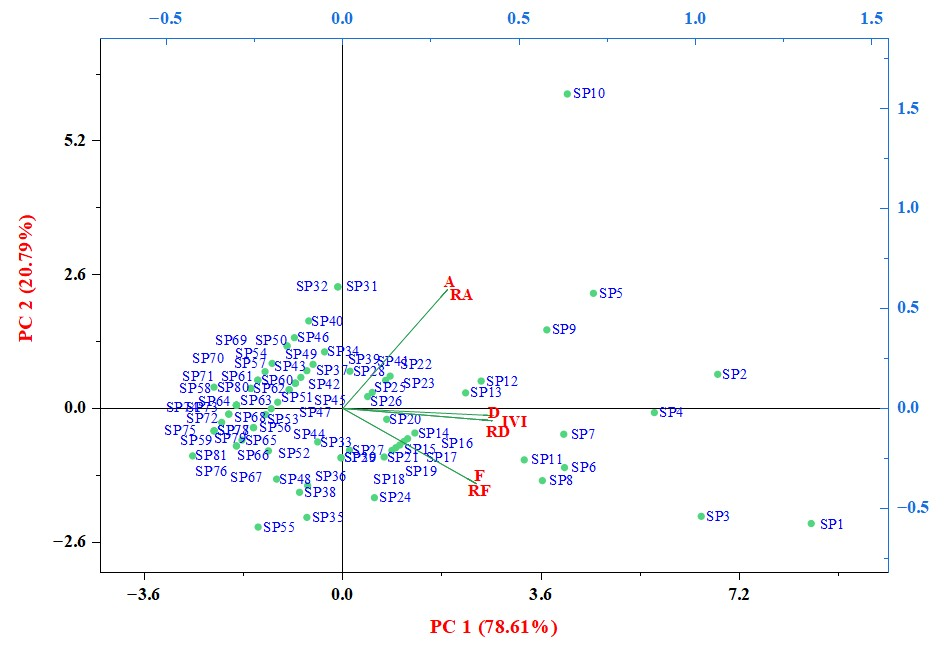 −0.5 0.0 0.5 1.0 1.5
SP10
1.5
5.2
1.0
2.6
A
RA
SP32 SP31
SP5
0.5
SP40
SP9
SP69 SP50 SP46
SP70 SP54 SP49 SP34
SP57 SP43 SP37 SP39 SP28 SP41 SP22
SP71 SP61 SP60 SP42 SP23 SP12 SP2
SP58 SP80 SP62 SP25 SP13
SP64 SP63 SP51 SP45 SP26
0.0
SP73 SP47 D SP4 0.0
SP72 SP68 SP53 SP20 IVI
SP75 SP78 SP56 SP44 SP14 RD SP7
SP59 SP79 SP65 SP33 SP16
SP81 SP66 SP52 SP27 SP21 SP15 SP17 SP11
SP76 SP67 SP48 SP36 SP18 SP19 F SP6
SP38 SP24 RF SP8
−0.5
SP55 SP35 SP3 SP1
−2.6
−3.6 0.0 3.6 7.2
PC 1 (78.61%)
PC 2 (20.79%)